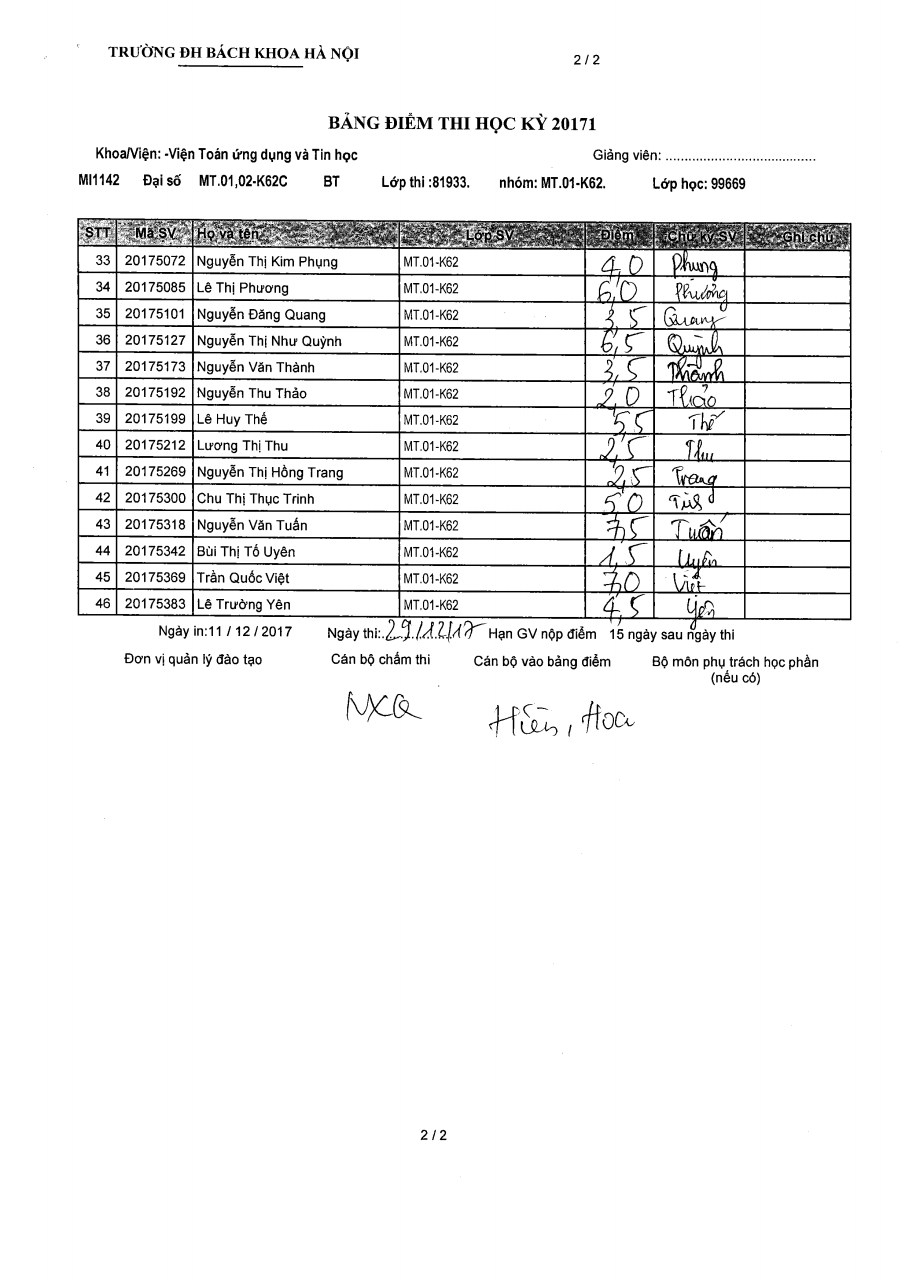 TRƯỜNG ĐH BÁCH KHOA HÀ NỘI
2 / 2
BẢNG ĐIỂM THI HỌC KỲ 20171
Khoa/Viện: -Viện Toán ứng dụng và Tin học Giảng viên: ........................................
MI1142 Đại số MT.01,02-K62C BT Lớp thi :81933. nhóm: MT.01-K62. Lớp học: 99669
STT Mã SV Họ và tên Lớp SV Điểm Chữ ký SV Ghi chú
33 20175072 Nguyễn Thị Kim Phụng MT.01-K62 4,0 Phung
34 20175085 Lê Thị Phương MT.01-K62 6,0 Phương
35 20175101 Nguyễn Đăng Quang MT.01-K62 3,5 Quang
36 20175127 Nguyễn Thị Như Quỳnh MT.01-K62 6,5 Quỳnh
37 20175173 Nguyễn Văn Thành MT.01-K62 3,5 Thành
38 20175192 Nguyễn Thu Thảo MT.01-K62 2,0 Thảo
39 20175199 Lê Huy Thế MT.01-K62 5,5 Thế
40 20175212 Lương Thị Thu MT.01-K62 2,5 Thu
41 20175269 Nguyễn Thị Hồng Trang MT.01-K62 2,5 Trang
42 20175300 Chu Thị Thục Trinh MT.01-K62 5,0
43 20175318 Nguyễn Văn Tuấn MT.01-K62 7,5 Tuấn
44 20175342 Bùi Thị Tố Uyên MT.01-K62 1,5 Uyên
45 20175369 Trần Quốc Việt MT.01-K62 7,0 Việt
46 20175383 Lê Trường Yên MT.01-K62 4,5 Yên
Ngày in:11 / 12 / 2017 Ngày thi:.29/12/17 Hạn GV nộp điểm 15 ngày sau ngày thi
Đơn vị quản lý đào tạo Cán bộ chấm thi Cán bộ vào bảng điểm Bộ môn phụ trách học phần
(nếu có)
NXQ Hiền, Hoa
2 / 2